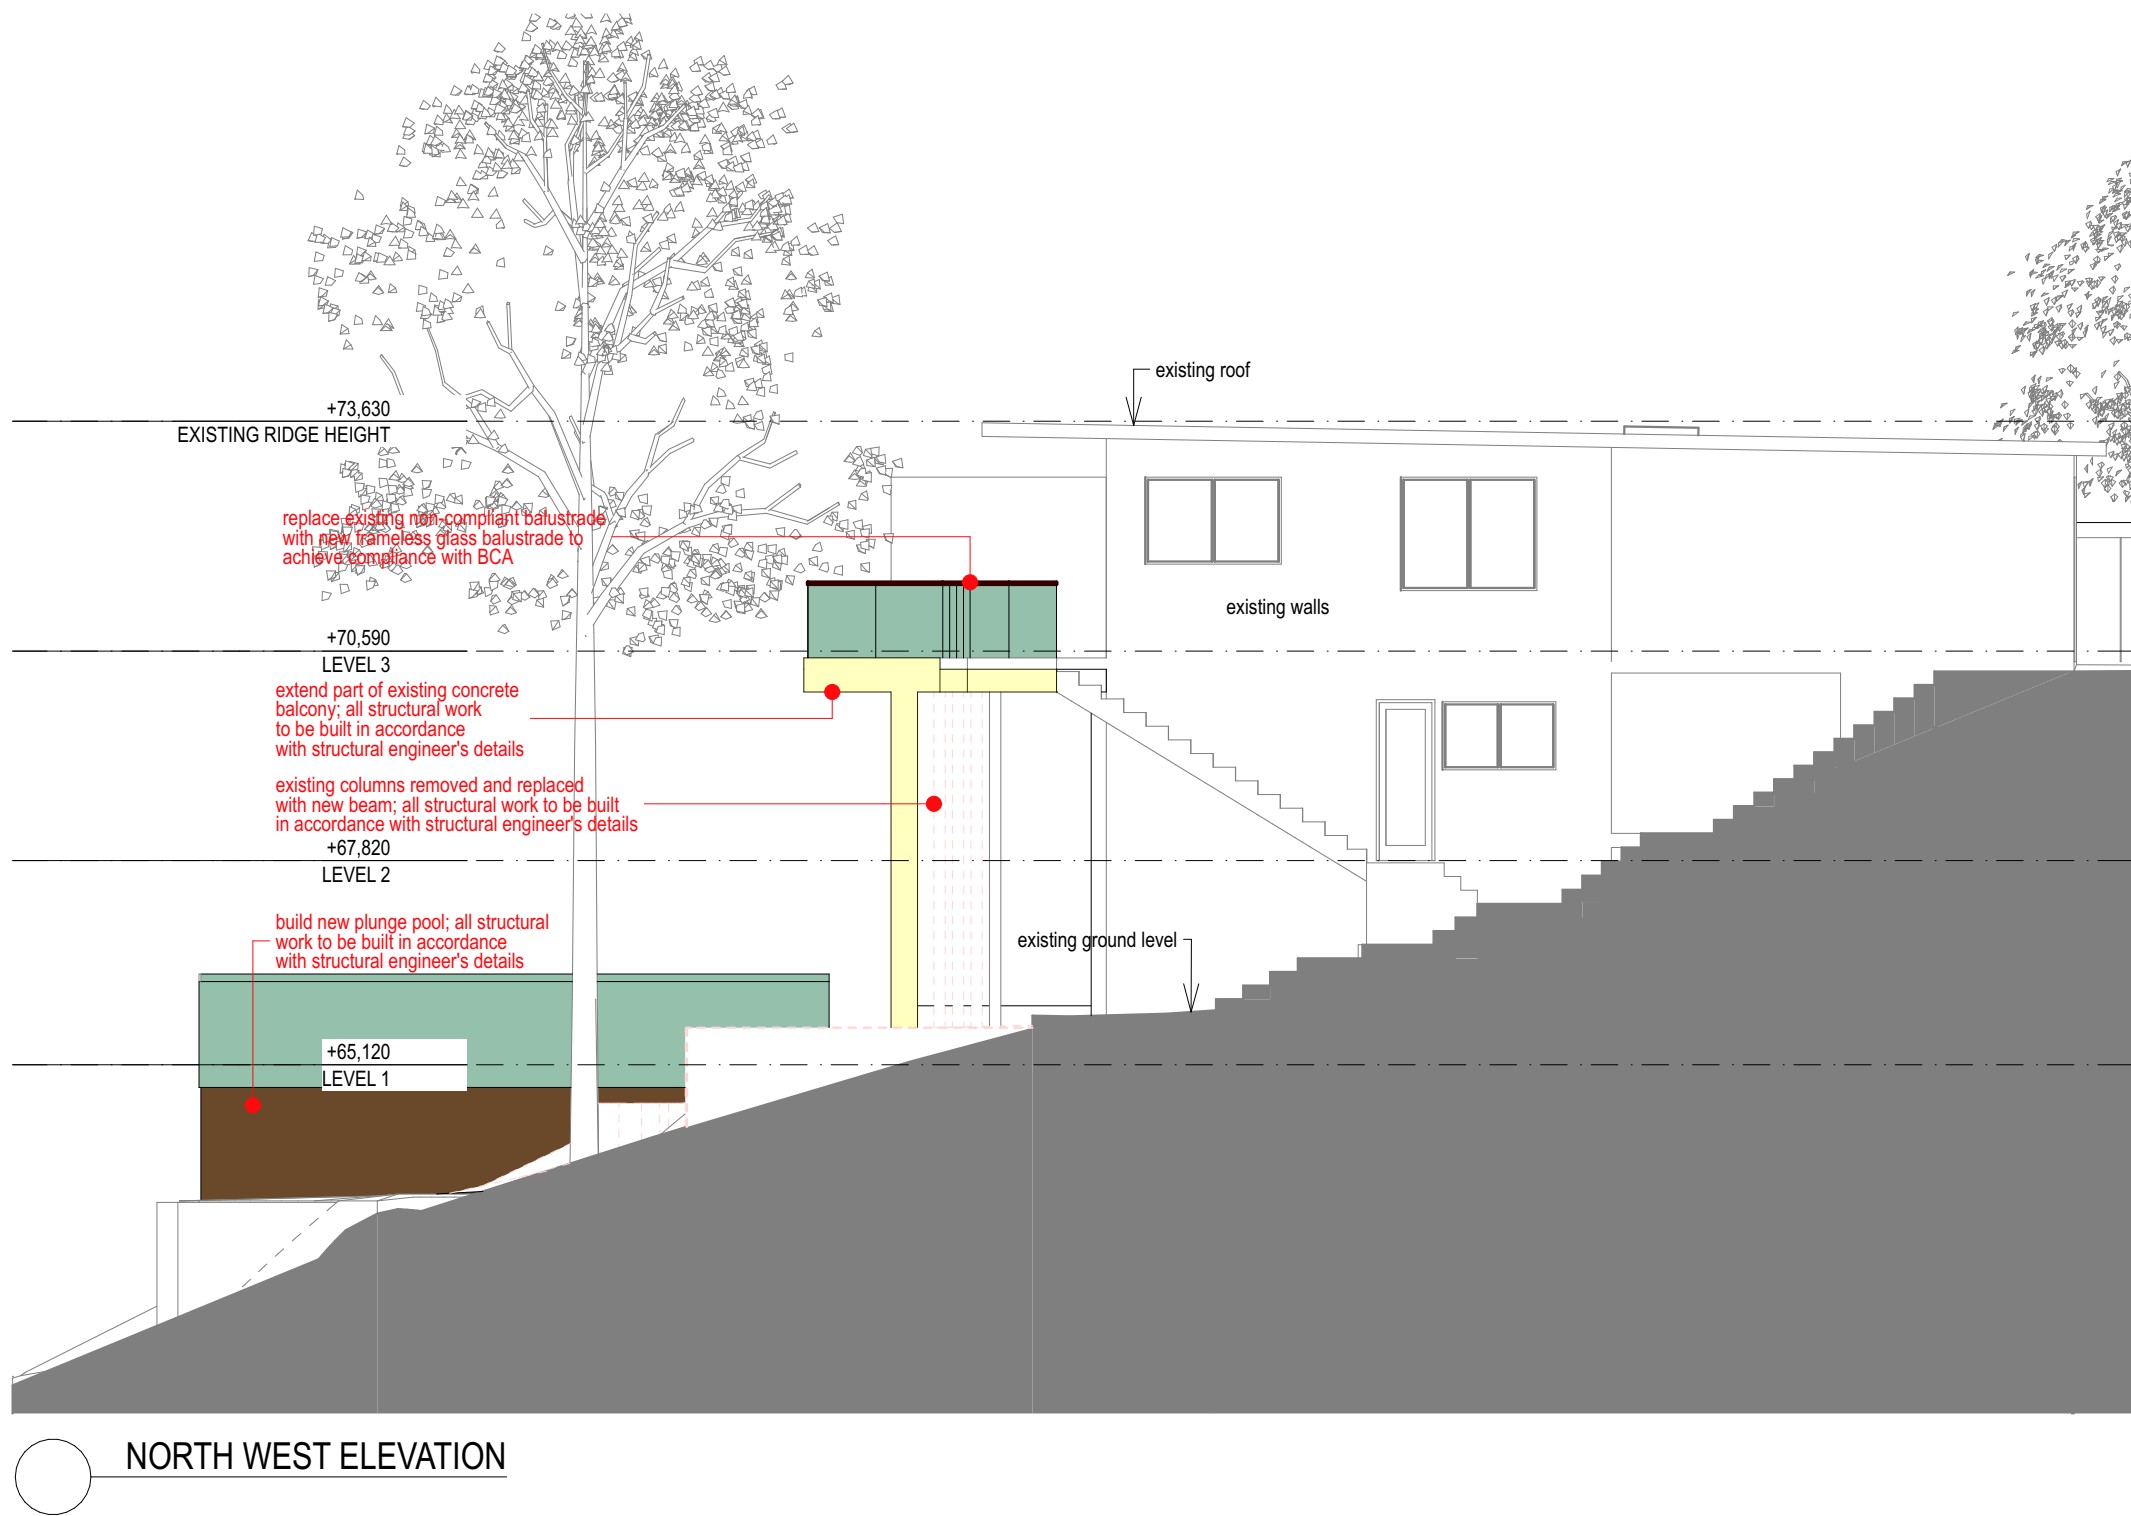 existing roof
+73,630
EXISTING RIDGE HEIGHT
replace existing non-compliant balustrade
with new frameless glass balustrade to
achieve compliance with BCA
existing walls
+70,590
LEVEL 3
extend part of existing concrete
balcony; all structural work
to be built in accordance
with structural engineer's details
existing columns removed and replaced
with new beam; all structural work to be built
in accordance with structural engineer's details
+67,820
LEVEL 2
build new plunge pool; all structural
work to be built in accordance
with structural engineer's details
existing ground level
+65,120
LEVEL 1
NORTH WEST ELEVATION